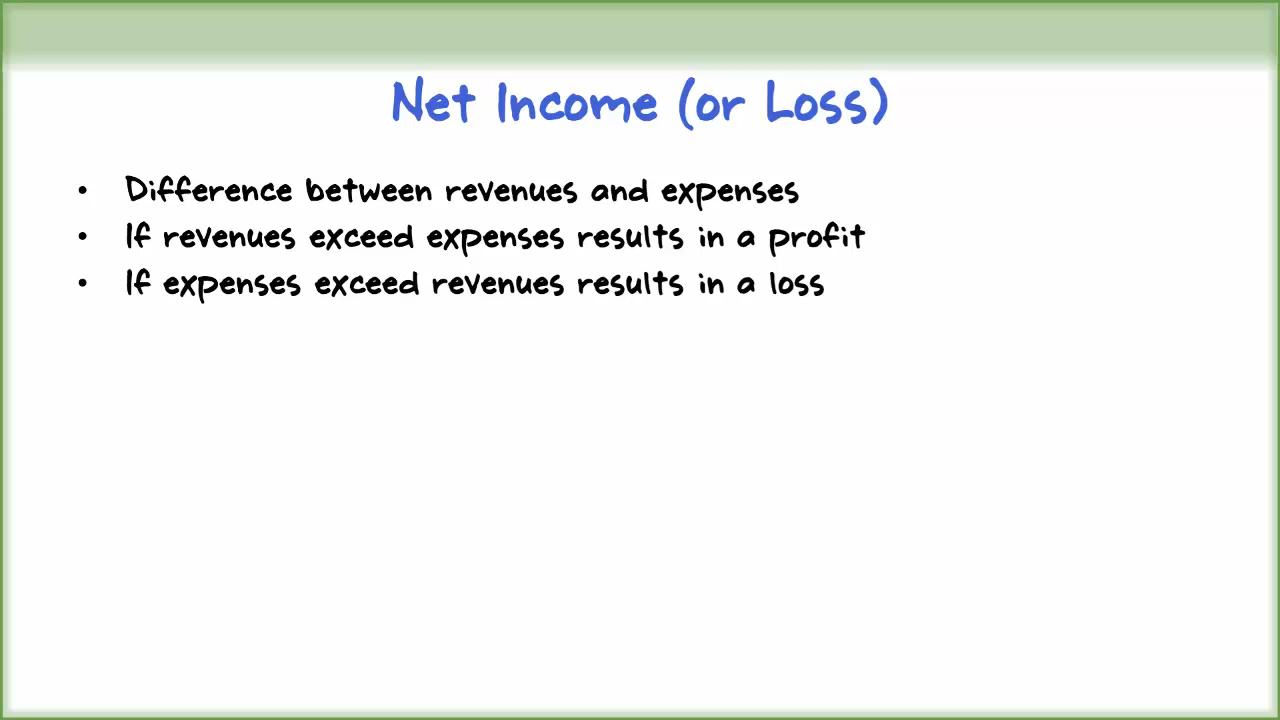 Net Income (or Loss)
• Difference between revenues and expenses
• If revenues exceed expenses results in a profit
• If expenses exceed revenues results in a loss